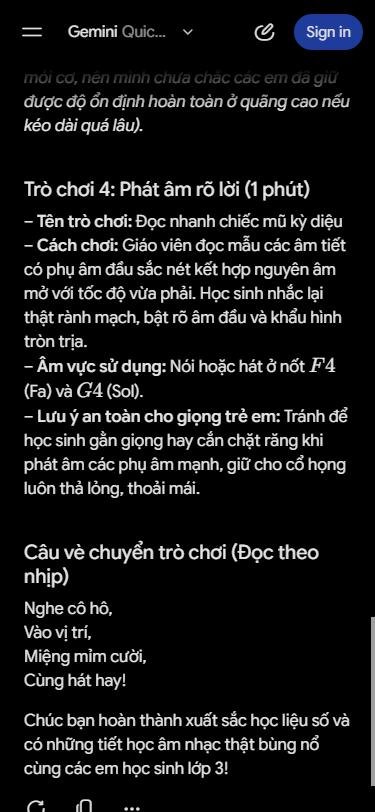 Gemini Quic...
Sign in
mỏi cơ, nên mình chưa chắc các em đã giữ
được độ ổn định hoàn toàn ở quãng cao nếu
kéo dài quá lâu).
Trò chơi 4: Phát âm rõ lời (1 phút)
– Tên trò chơi: Đọc nhanh chiếc mũ kỳ diệu
– Cách chơi: Giáo viên đọc mẫu các âm tiết
có phụ âm đầu sắc nét kết hợp nguyên âm
mở với tốc độ vừa phải. Học sinh nhắc lại
thật rành mạch, bật rõ âm đầu và khẩu hình
tròn trịa.
– Âm vực sử dụng: Nói hoặc hát ở nốt F4
(Fa) và G4 (Sol).
– Lưu ý an toàn cho giọng trẻ em: Tránh để
học sinh gằn giọng hay cắn chặt răng khi
phát âm các phụ âm mạnh, giữ cho cổ họng
luôn thả lỏng, thoải mái.
Câu vè chuyển trò chơi (Đọc theo
nhịp)
Nghe cô hô,
Vào vị trí,
Miệng mỉm cười,
Cùng hát hay!
Chúc bạn hoàn thành xuất sắc học liệu số và
có những tiết học âm nhạc thật bùng nổ
cùng các em học sinh lớp 3!